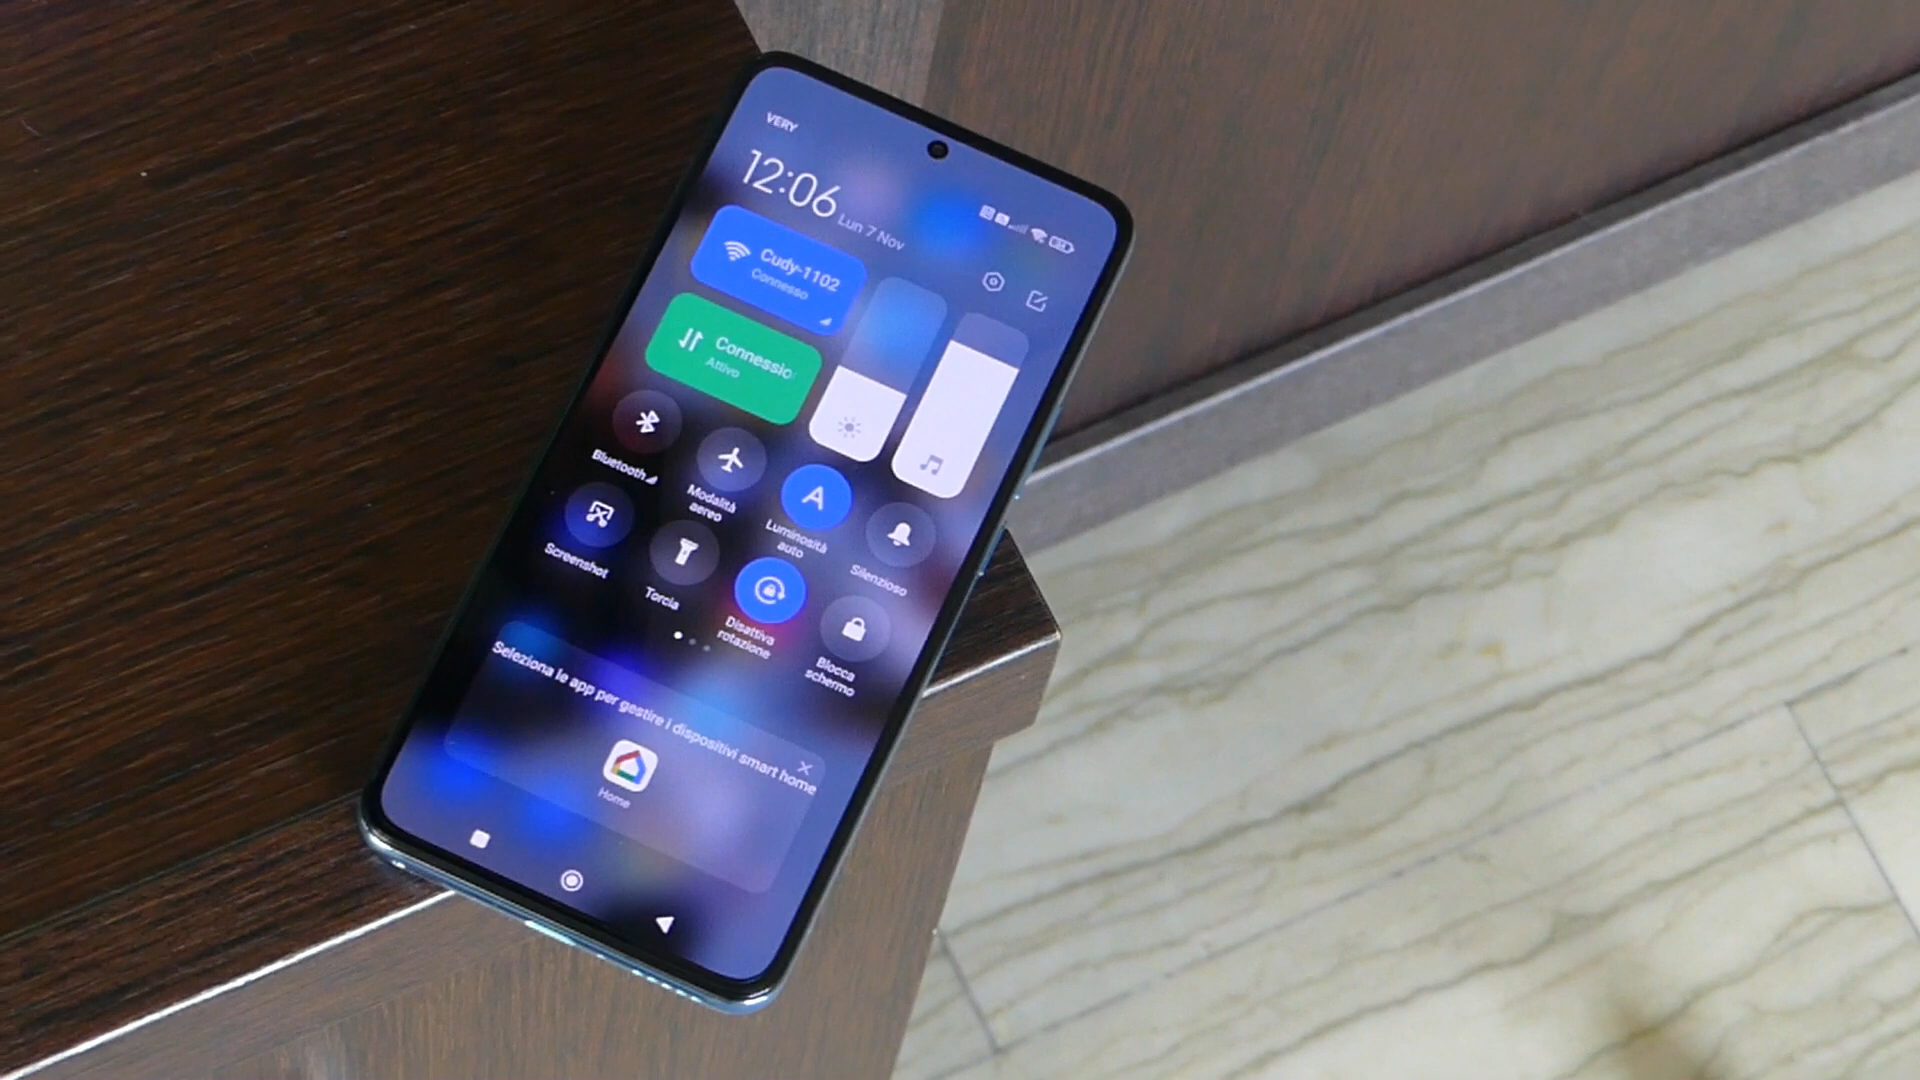 VERY
12:06
Lun 7 Nov
Cudy-1102
Connesso
Connessio
Attivo
Bluetooth
Modalità
aereo
Luminosità
auto
Silenzioso
Screenshot
Torcia
Disattiva
rotazione
Blocca
schermo
Seleziona le app per gestire i dispositivi smart home
Home